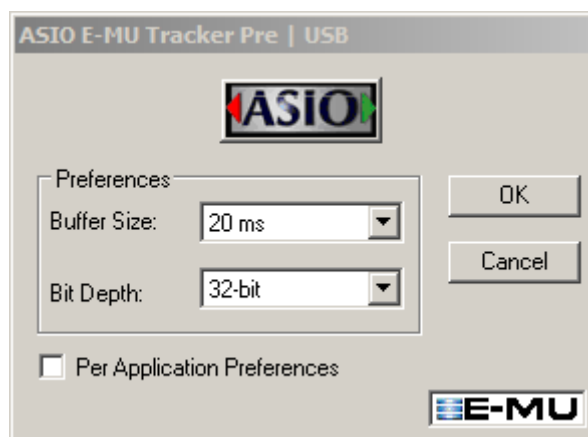 ASIO E-MU Tracker Pre | USB
ASIO
Preferences
Buffer Size: 20 ms
OK
Bit Depth: 32-bit
Cancel
Per Application Preferences
E-MU